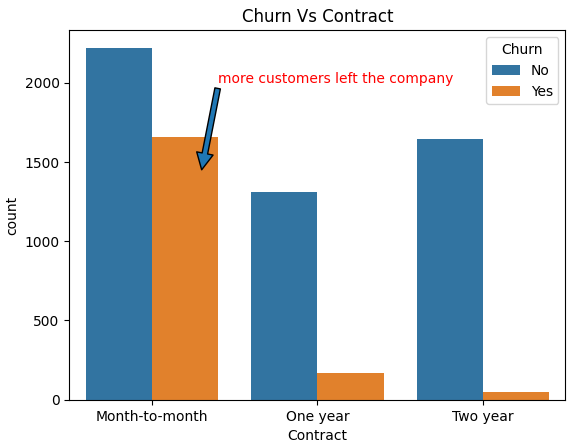 Churn Vs Contract
Churn
No
Yes
more customers left the company
2000
1500
1000
500
0
count
Month-to-month
One year
Two year
Contract